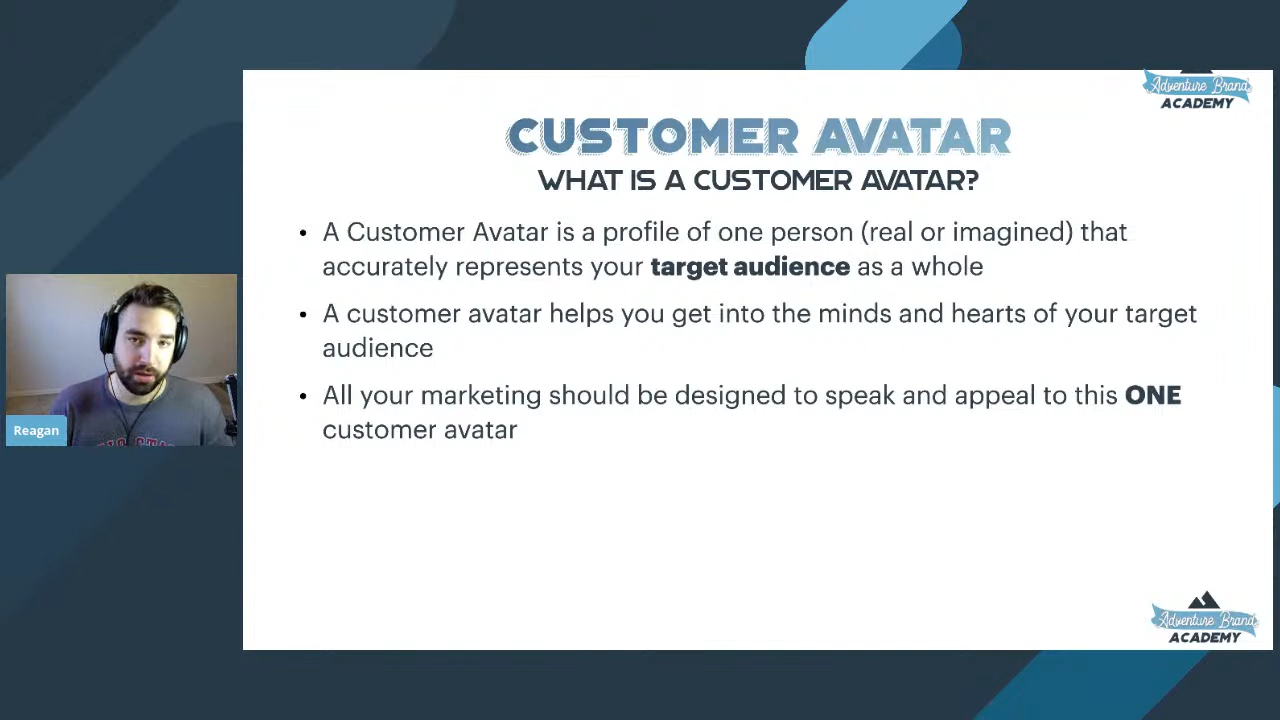 Adventure Brand
ACADEMY
CUSTOMER AVATAR
WHAT IS A CUSTOMER AVATAR?
• A Customer Avatar is a profile of one person (real or imagined) that
accurately represents your target audience as a whole
• A customer avatar helps you get into the minds and hearts of your target
audience
• All your marketing should be designed to speak and appeal to this ONE
customer avatar
Reagan
Adventure Brand
ACADEMY